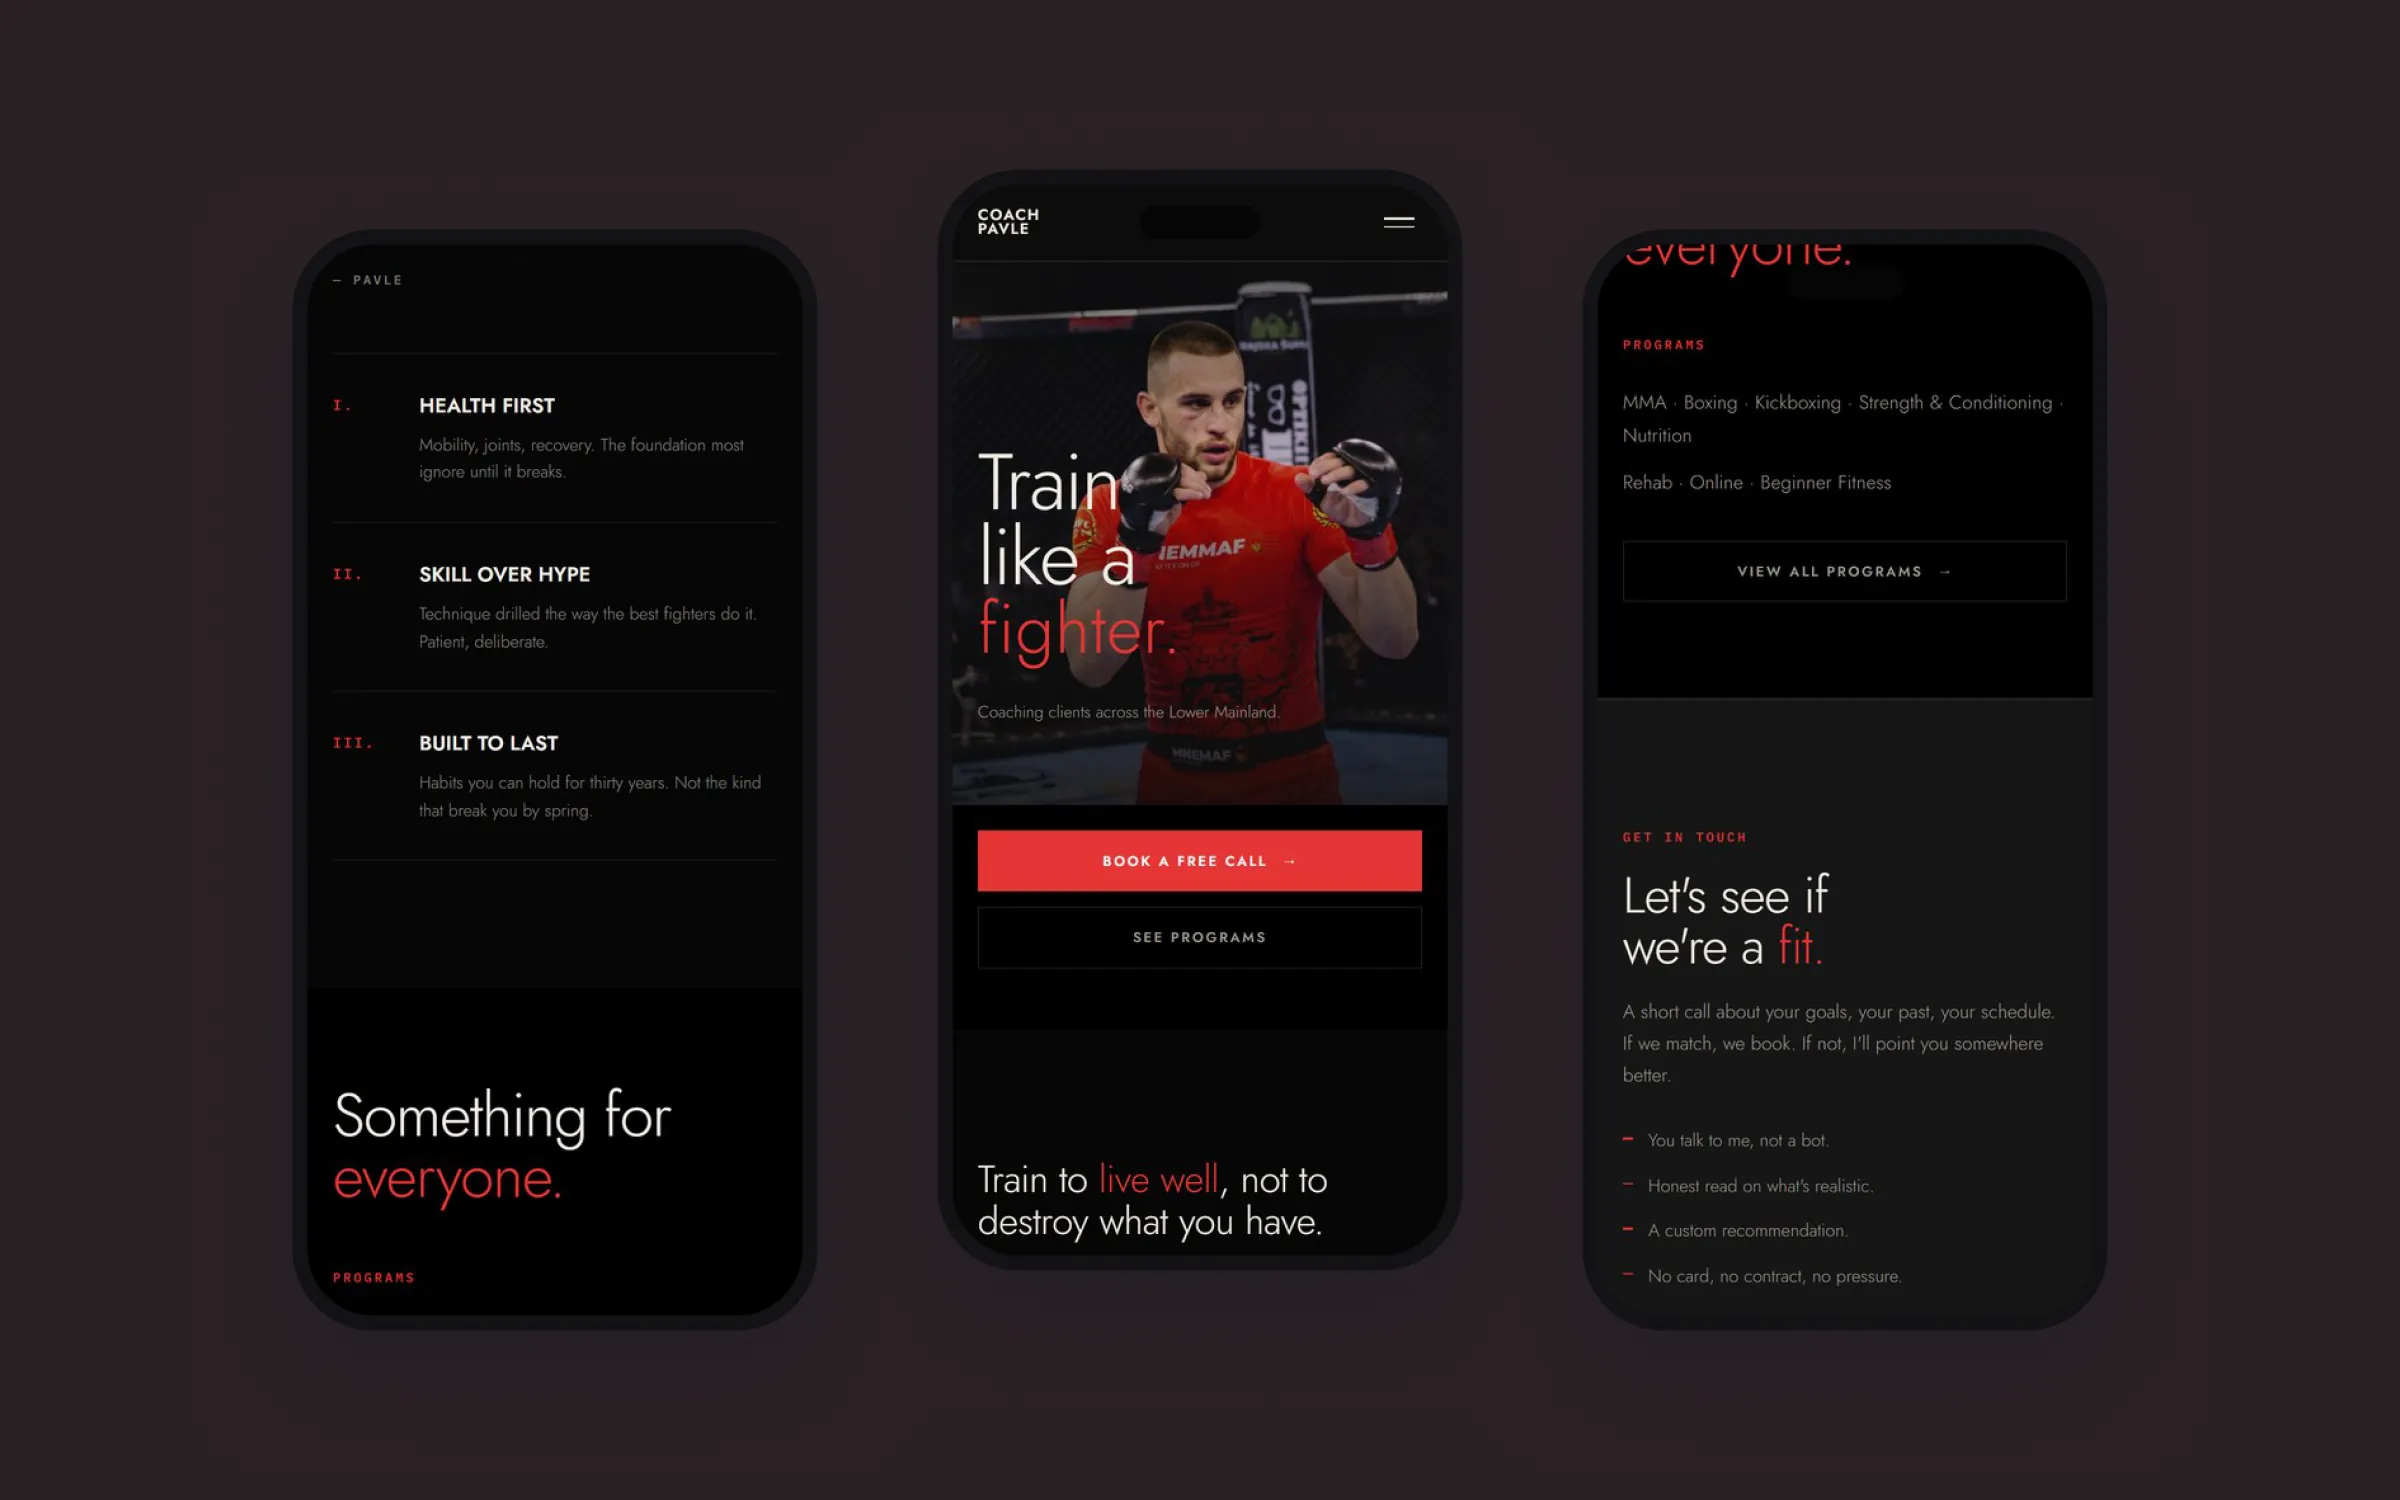 — PAVLE
I.
HEALTH FIRST
Mobility, joints, recovery. The foundation most
ignore until it breaks.
II.
SKILL OVER HYPE
Technique drilled the way the best fighters do it.
Patient, deliberate.
III.
BUILT TO LAST
Habits you can hold for thirty years. Not the kind
that break you by spring.
Something for
everyone.
PROGRAMS
COACH
PAVLE
Train
like a
fighter.
Coaching clients across the Lower Mainland.
MNEMAF
BOOK A FREE CALL →
SEE PROGRAMS
Train to live well, not to
destroy what you have.
everyone.
PROGRAMS
MMA · Boxing · Kickboxing · Strength & Conditioning ·
Nutrition
Rehab · Online · Beginner Fitness
VIEW ALL PROGRAMS →
GET IN TOUCH
Let's see if
we're a fit.
A short call about your goals, your past, your schedule.
If we match, we book. If not, I'll point you somewhere
better.
– You talk to me, not a bot.
– Honest read on what's realistic.
– A custom recommendation.
– No card, no contract, no pressure.